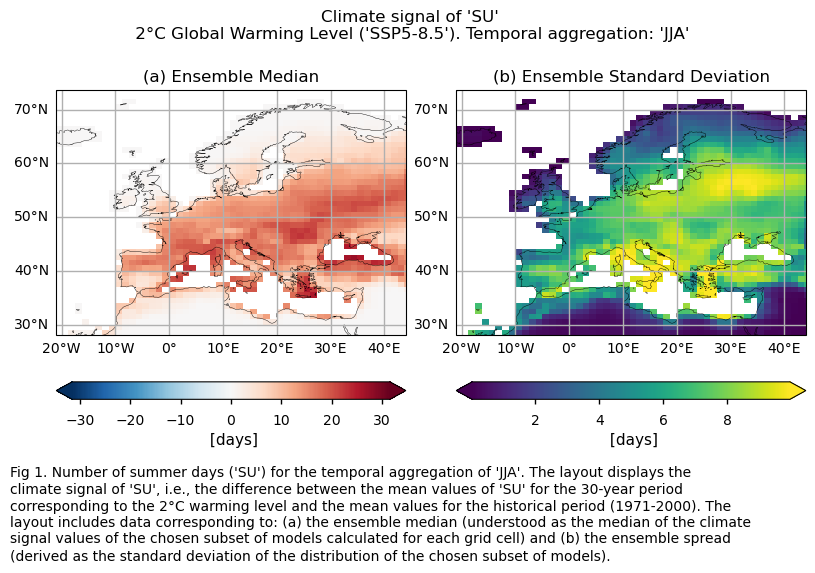 Climate signal of 'SU'
2°C Global Warming Level ('SSP5-8.5'). Temporal aggregation: 'JJA'
(a) Ensemble Median
(b) Ensemble Standard Deviation
70°N
60°N
50°N
40°N
30°N
20°W 10°W 0° 10°E 20°E 30°E 40°E
70°N
60°N
50°N
40°N
30°N
20°W 10°W 0° 10°E 20°E 30°E 40°E
−30 −20 −10 0 10 20 30
[days]
2 4 6 8
[days]
Fig 1. Number of summer days ('SU') for the temporal aggregation of 'JJA'. The layout displays the
climate signal of 'SU', i.e., the difference between the mean values of 'SU' for the 30-year period
corresponding to the 2°C warming level and the mean values for the historical period (1971-2000). The
layout includes data corresponding to: (a) the ensemble median (understood as the median of the climate
signal values of the chosen subset of models calculated for each grid cell) and (b) the ensemble spread
(derived as the standard deviation of the distribution of the chosen subset of models).